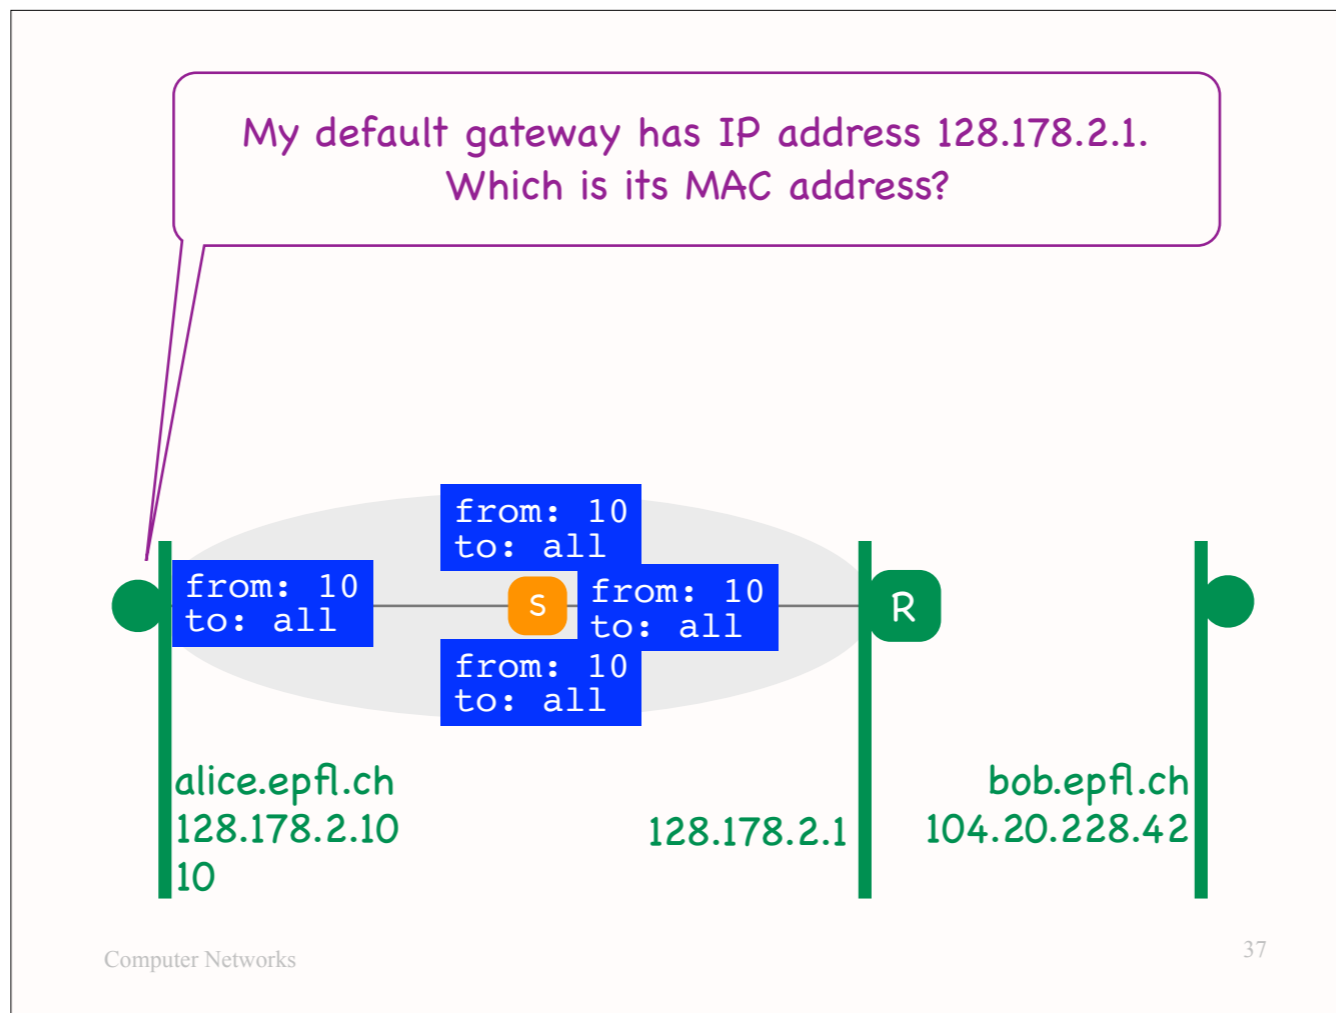 My default gateway has IP address 128.178.2.1.
Which is its MAC address?
from: 10
to: all
from: 10
to: all
S
from: 10
to: all
from: 10
to: all
R
alice.epfl.ch
128.178.2.10
10
128.178.2.1
bob.epfl.ch
104.20.228.42
Computer Networks
37